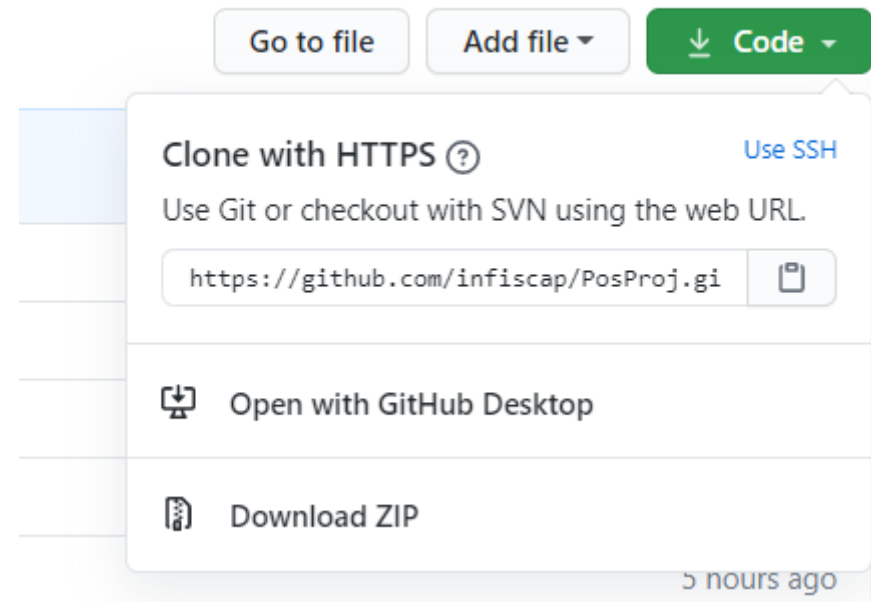 Go to file
Add file
Code
Clone with HTTPS
Use SSH
Use Git or checkout with SVN using the web URL.
https://github.com/infiscap/PosProj.gi
Open with GitHub Desktop
Download ZIP
5 hours ago